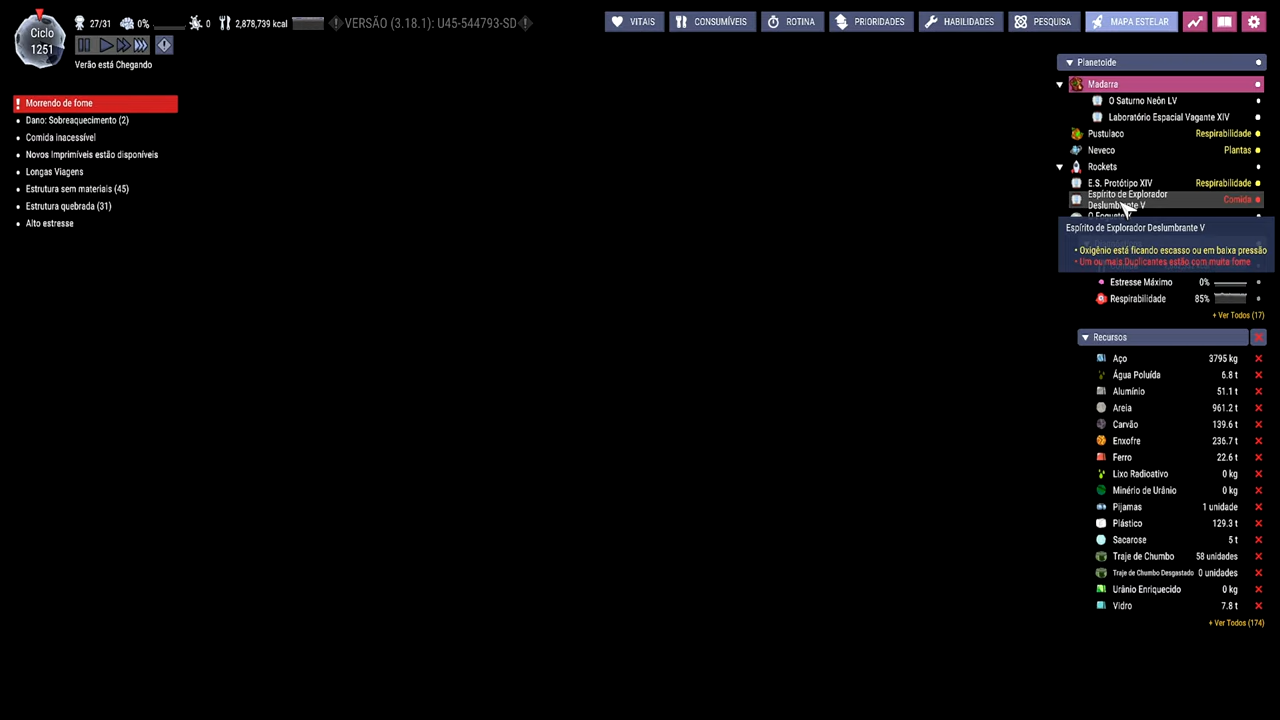 Ciclo
1251
27/31
0%
0
2,878,739 kcal
VERSÃO (3.18.1): U45-544793-SD
VITAIS
CONSUMÍVEIS
ROTINA
PRIORIDADES
HABILIDADES
PESQUISA
MAPA ESTELAR
Verão está Chegando
Morrendo de fome
Dano: Sobreaquecimento (2)
Comida inacessível
Novos Imprimíveis estão disponíveis
Longas Viagens
Estrutura sem materiais (45)
Estrutura quebrada (31)
Alto estresse
Planetoide
Madarra
O Saturno Neôn LV
Laboratório Espacial Vagante XIV
Pustulaco Respirabilidade
Neveco Plantas
Rockets
E.S. Protótipo XIV Respirabilidade
Espírito de Explorador
Deslumbrante V Comida
O Foguete
Espírito de Explorador Deslumbrante V
• Oxigênio está ficando escasso ou em baixa pressão
• Um ou mais Duplicantes estão com muita fome
Estresse Máximo 0%
Respirabilidade 85%
+ Ver Todos (17)
Recursos
Aço 3795 kg
Água Poluída 6.8 t
Alumínio 51.1 t
Areia 961.2 t
Carvão 139.6 t
Enxofre 236.7 t
Ferro 22.6 t
Lixo Radioativo 0 kg
Minério de Urânio 0 kg
Pijamas 1 unidade
Plástico 129.3 t
Sacarose 5 t
Traje de Chumbo 58 unidades
Traje de Chumbo Desgastado 0 unidades
Urânio Enriquecido 0 kg
Vidro 7.8 t
+ Ver Todos (174)